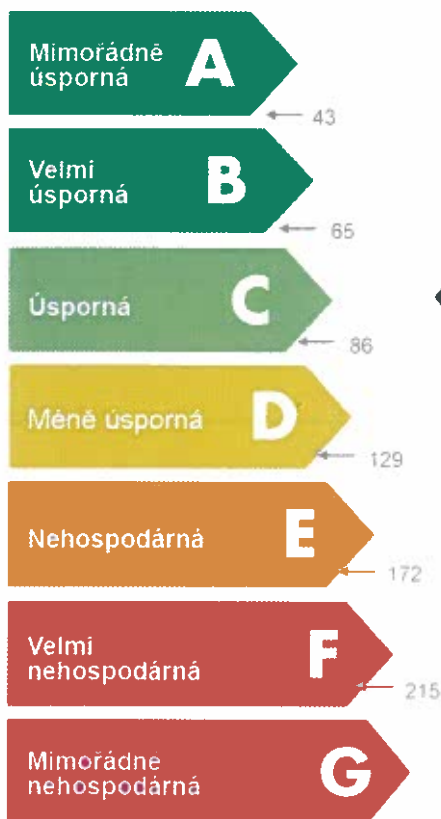 Mimořádně
úsporná
A
43
Velmi
úsporná
B
65
Úsporná
C
86
Méně úsporná
D
129
Nehospodárná
E
172
Velmi
nehospodárná
F
215
Mimořádně
nehospodárná
G